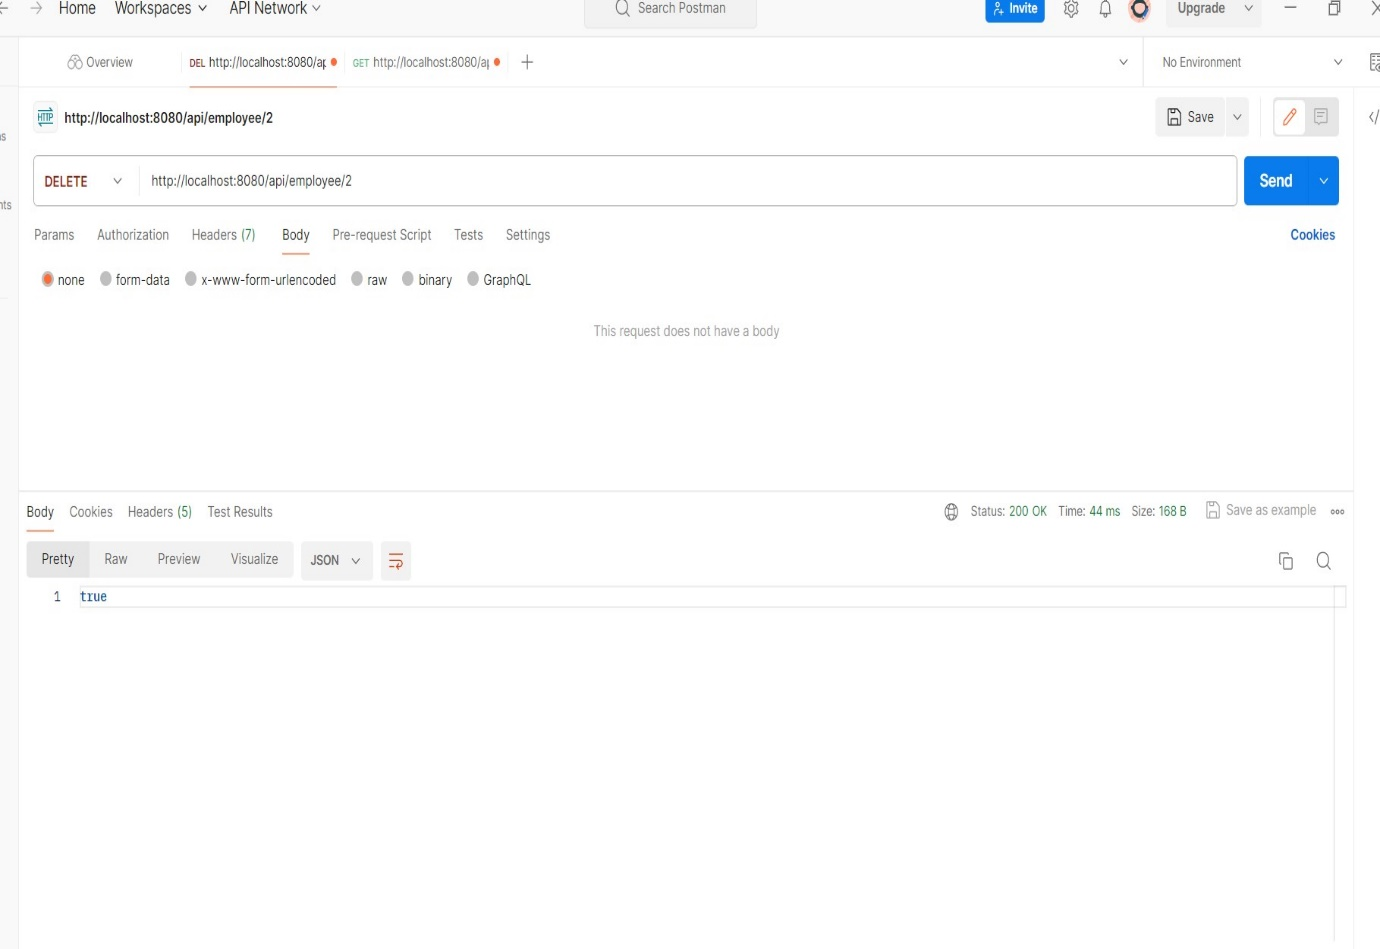 Home Workspaces API Network Search Postman Invite Upgrade
Overview DEL http://localhost:8080/ap GET http://localhost:8080/ap No Environment
HTTP http://localhost:8080/api/employee/2 Save
DELETE http://localhost:8080/api/employee/2 Send
Params Authorization Headers (7) Body Pre-request Script Tests Settings Cookies
none form-data x-www-form-urlencoded raw binary GraphQL
This request does not have a body
Body Cookies Headers (5) Test Results Status: 200 OK Time: 44 ms Size: 168 B Save as example
Pretty Raw Preview Visualize JSON
1 true